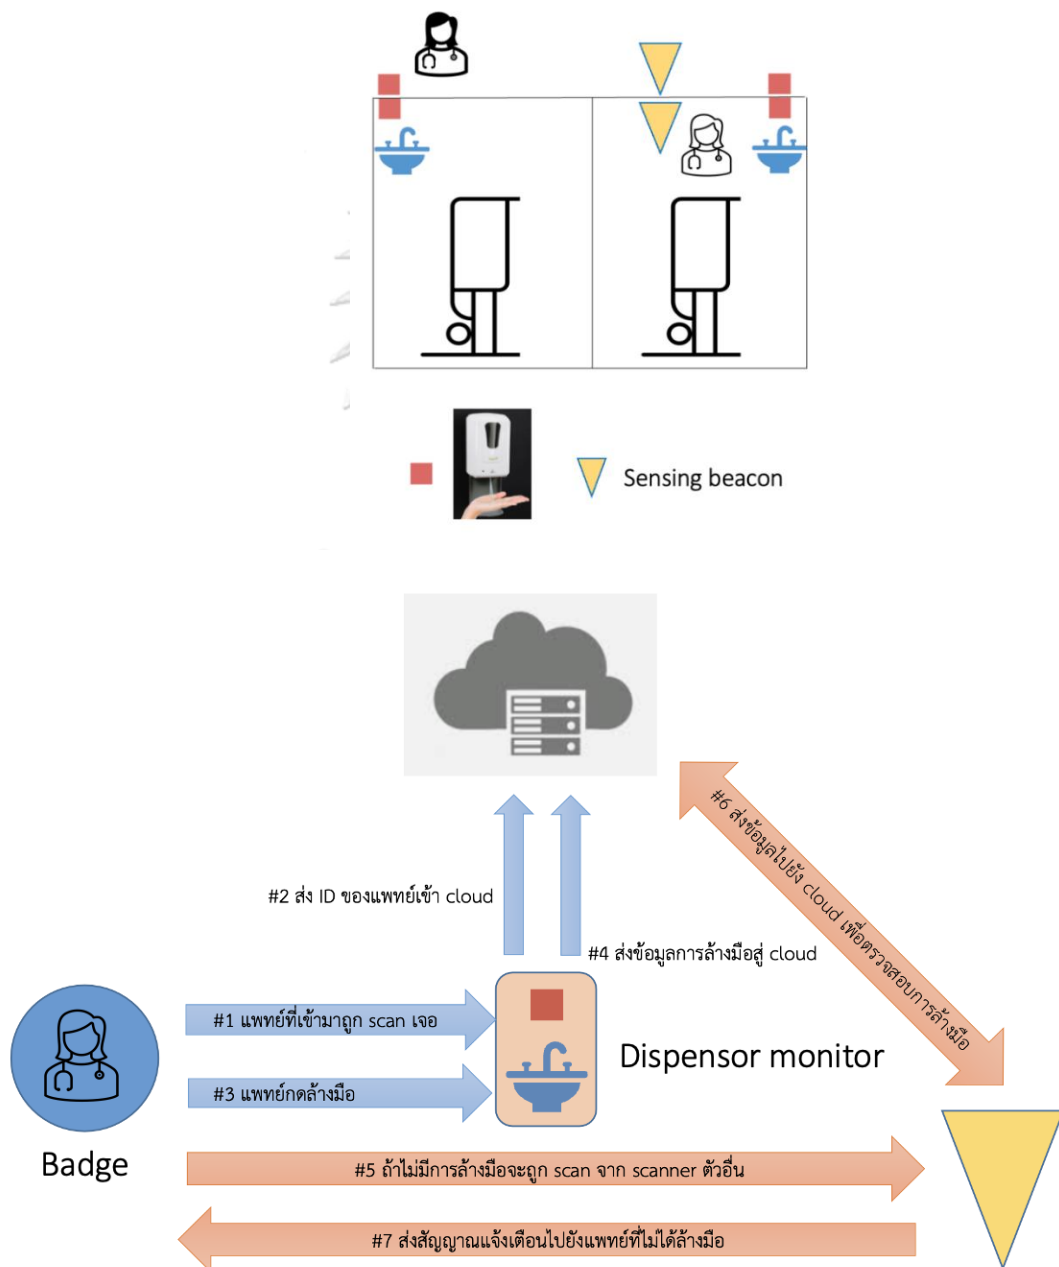 Sensing beacon
#6 ส่งข้อมูลไปยัง cloud เพื่อตรวจสอบการล้างมือ
#2 ส่ง ID ของแพทย์เข้า cloud
#4 ส่งข้อมูลการล้างมือสู่ cloud
#1 แพทย์ที่เข้ามาถูก scan เจอ
Dispensor monitor
#3 แพทย์กดล้างมือ
Badge
#5 ถ้าไม่มีการล้างมือจะถูก scan จาก scanner ตัวอื่น
#7 ส่งสัญญาณแจ้งเตือนไปยังแพทย์ที่ไม่ได้ล้างมือ